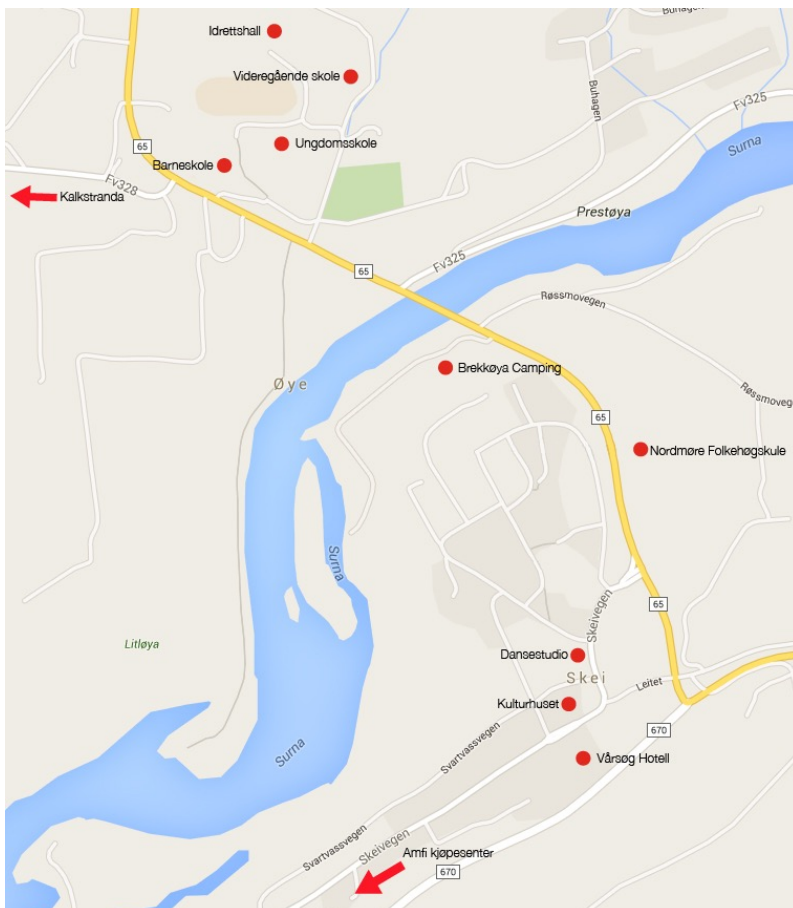 Idrettshall
Buhagen
Videregående skole
Buhagen
Fv325
65
Ungdomsskole
Surna
Barneskole
Fv328
Kalkstranda
Prestøya
Fv325
65
Røssmovegen
Brekkøya Camping
Øye
Røssmovegen
65
Nordmøre Folkehøgskule
Surna
Skeivegen
65
Litløya
Dansestudio
Skei
Leitet
Kulturhuset
670
Svartvassvegen
Surna
Vårsøg Hotell
Svartvassvegen
Skeivegen
Amfi kjøpesenter
670